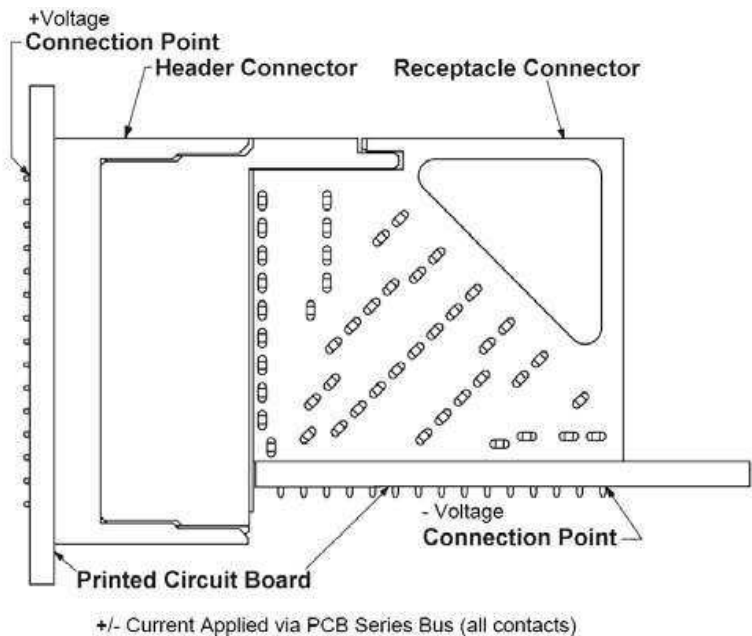 +Voltage
Connection Point
Header Connector
Receptacle Connector
- Voltage
Connection Point
Printed Circuit Board
+/- Current Applied via PCB Series Bus (all contacts)